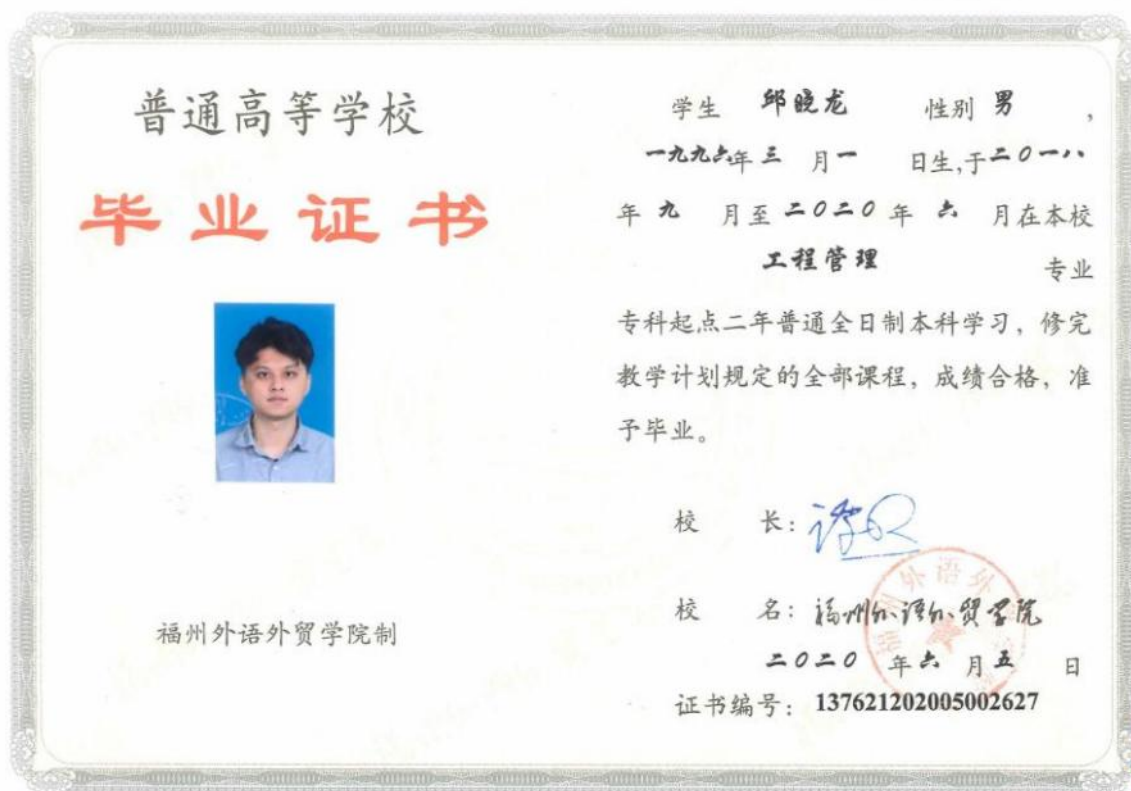 普通高等学校
毕业证书
福州外语外贸学院制
学生 邱晓龙 性别 男 ,
一九九六年 三 月 一 日生,于二0一八
年 九 月至 二0二0 年 六 月在本校
工程管理 专业
专科起点二年普通全日制本科学习，修完
教学计划规定的全部课程，成绩合格，准
予毕业。
校 长：
校 名：福州外语外贸学院
二0二0 年六 月五 日
证书编号：137621202005002627